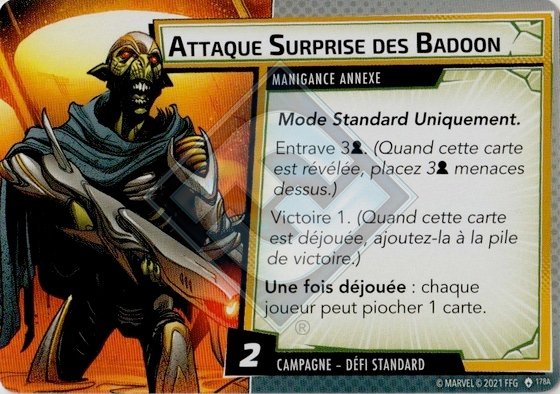 Attaque Surprise des Badoon
MANIGANCE ANNEXE
Mode Standard Uniquement.
Entrave 3 (Quand cette carte
est révélée, placez 3 menaces
dessus.)
Victoire 1. (Quand cette carte
est déjouée, ajoutez-la à la pile
de victoire.)
Une fois déjouée : chaque
joueur peut piocher 1 carte.
2
CAMPAGNE – DÉFI STANDARD
© MARVEL © 2021 FFG 178A
®